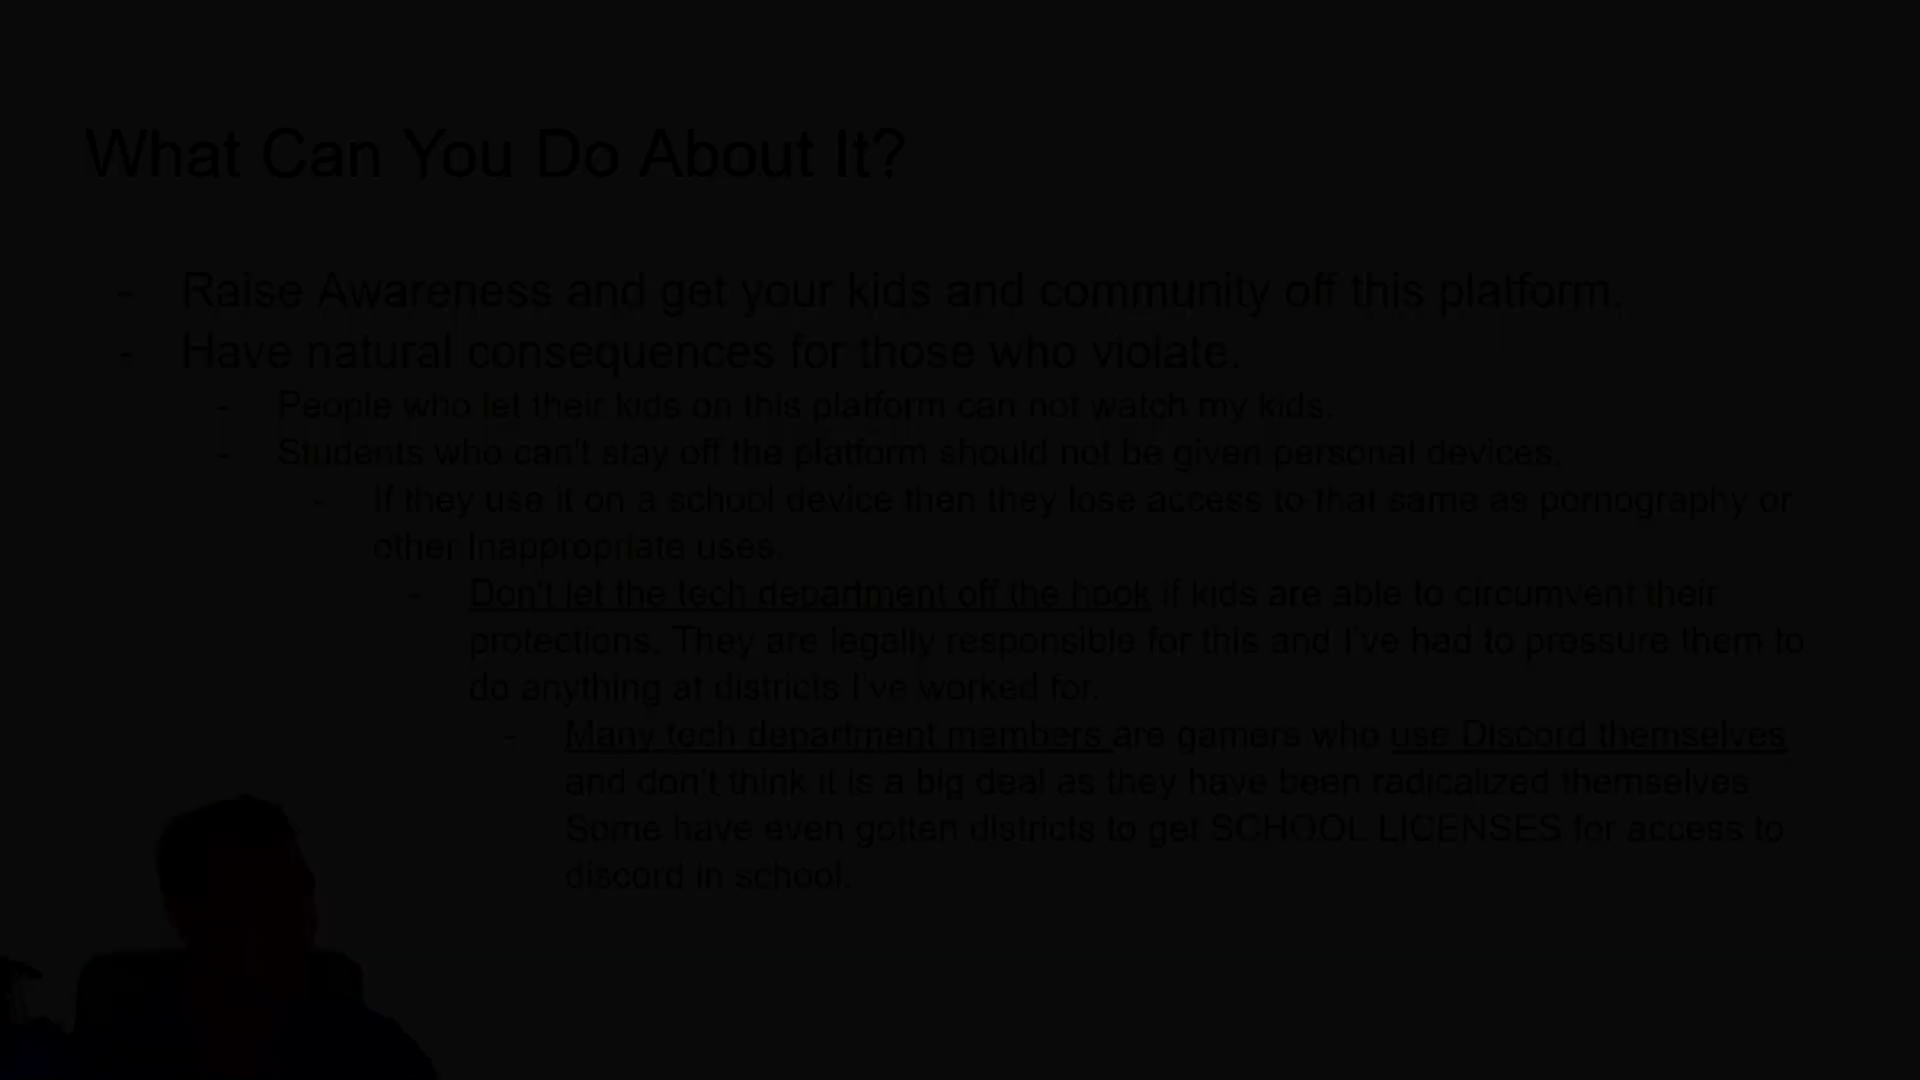 What Can You Do About It?
- Raise Awareness and get your kids and community off this platform.
- Have natural consequences for those who violate.
- People who let their kids on this platform can not watch my kids.
- Students who can't stay off the platform should not be given personal devices.
- If they use it on a school device then they lose access to that same as pornography or
other Inappropriate uses.
- Don't let the tech department off the hook if kids are able to circumvent their
protections. They are legally responsible for this and I've had to pressure them to
do anything at districts I've worked for.
- Many tech department members are gamers who use Discord themselves
and don't think it is a big deal as they have been radicalized themselves
Some have even gotten districts to get SCHOOL LICENSES for access to
discord in school.